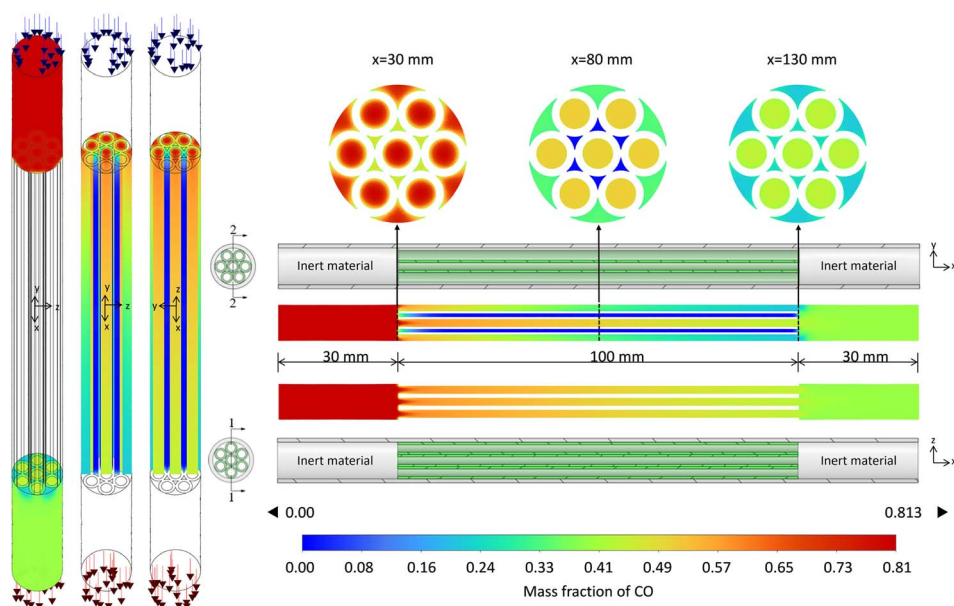 x=30 mm
x=80 mm
x=130 mm
2
2
Inert material
Inert material
y
x
y
z
x
y
z
x
z
y
x
30 mm
100 mm
30 mm
1
1
Inert material
Inert material
z
x
0.00
0.813
0.00 0.08 0.16 0.24 0.33 0.41 0.49 0.57 0.65 0.73 0.81
Mass fraction of CO